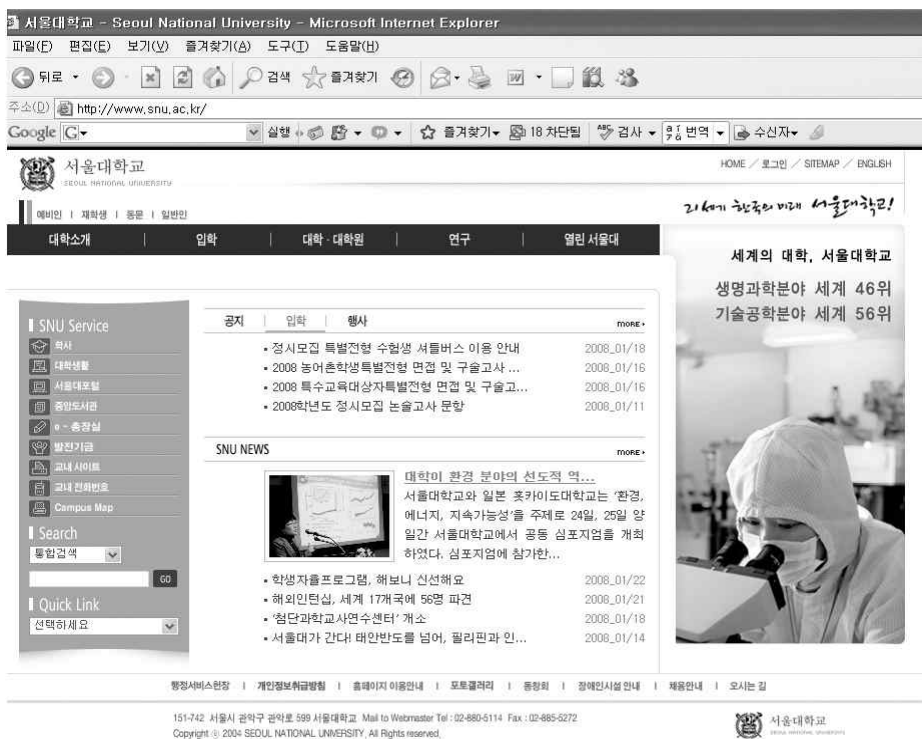 서울대학교 - Seoul National University - Microsoft Internet Explorer
파일(F) 편집(E) 보기(V) 즐겨찾기(A) 도구(T) 도움말(H)
뒤로 검색 즐겨찾기
주소(D) http://www.snu.ac.kr/
Google G 실행 즐겨찾기 18 차단됨 검사 번역 수신자
서울대학교
SEOUL NATIONAL UNIVERSITY
HOME / 로그인 / SITEMAP / ENGLISH
예비인 | 재학생 | 동문 | 일반인
21세기 한국의 미래 서울대학교!
대학소개 | 입학 | 대학·대학원 | 연구 | 열린 서울대
세계의 대학, 서울대학교
생명과학분야 세계 46위
기술공학분야 세계 56위
SNU Service
학사
대학생활
서울대포털
중앙도서관
e - 총장실
발전기금
교내 사이트
교내 전화번호
Campus Map
Search
통합검색
GO
Quick Link
선택하세요
공지 | 입학 | 행사 more
• 정시모집 특별전형 수험생 셔틀버스 이용 안내 2008_01/18
• 2008 농어촌학생특별전형 면접 및 구술고사 ... 2008_01/16
• 2008 특수교육대상자특별전형 면접 및 구술고... 2008_01/16
• 2008학년도 정시모집 논술고사 문항 2008_01/11
SNU NEWS more
대학이 환경 분야의 선도적 역...
서울대학교와 일본 홋카이도대학교는 '환경,
에너지, 지속가능성'을 주제로 24일, 25일 양
일간 서울대학교에서 공동 심포지엄을 개최
하였다. 심포지엄에 참가한...
• 학생자율프로그램, 해보니 신선해요 2008_01/22
• 해외인턴십, 세계 17개국에 56명 파견 2008_01/21
• '첨단과학교사연수센터' 개소 2008_01/18
• 서울대가 간다! 태안반도를 넘어, 필리핀과 인... 2008_01/14
행정서비스헌장 | 개인정보취급방침 | 홈페이지 이용안내 | 포토갤러리 | 동창회 | 장애인시설 안내 | 채용안내 | 오시는 길
151-742 서울시 관악구 관악로 599 서울대학교 Mail to Webmaster Tel : 02-880-5114 Fax : 02-885-5272
Copyright ⓒ 2004 SEOUL NATIONAL UNIVERSITY, All Rights reserved,
서울대학교
SEOUL NATIONAL UNIVERSITY